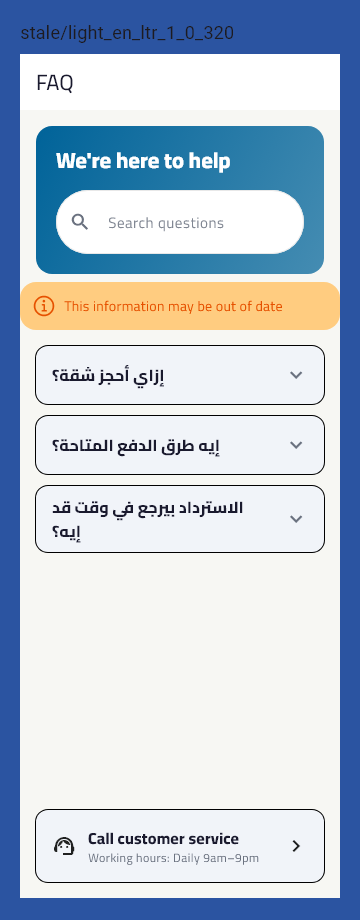 stale/light_en_ltr_1_0_320
FAQ
We're here to help
Search questions
This information may be out of date
إزاي أحجز شقة؟
إيه طرق الدفع المتاحة؟
الاسترداد بيرجع في وقت قد
إيه؟
Call customer service
Working hours: Daily 9am–9pm